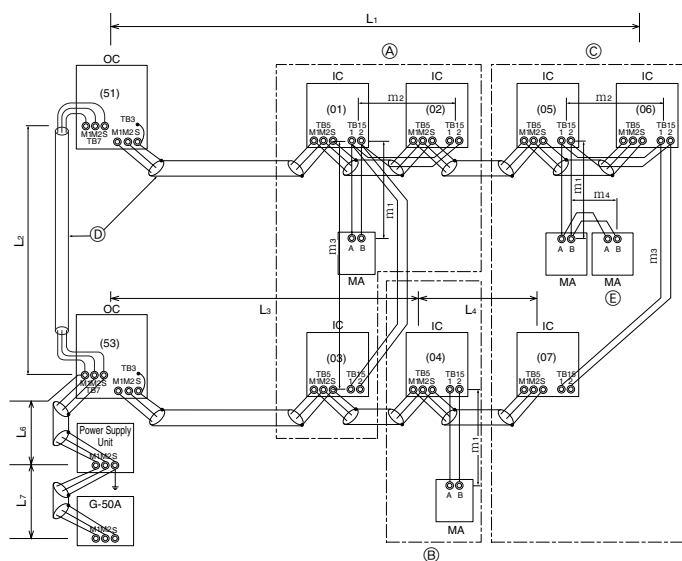 L1
A
C
OC
IC
IC
IC
IC
(51)
(01)
(02)
(05)
(06)
m2
m2
TB3
TB5
TB15
TB5
TB15
TB5
TB15
TB5
TB15
M1M2S
M1M2S
M1M2S
1 2
M1M2S
1 2
M1M2S
1 2
M1M2S
1 2
TB7
m1
m1
m4
L2
D
m3
m3
A B
A B
A B
MA
MA
MA
E
L3
L4
OC
IC
IC
IC
(53)
(03)
(04)
(07)
TB3
TB5
TB15
TB5
TB15
TB5
TB15
M1M2S
M1M2S
M1M2S
1 2
M1M2S
1 2
M1M2S
1 2
TB7
L6
Power Supply
Unit
M1M2S
m1
L7
G-50A
M1M2S
A B
MA
B